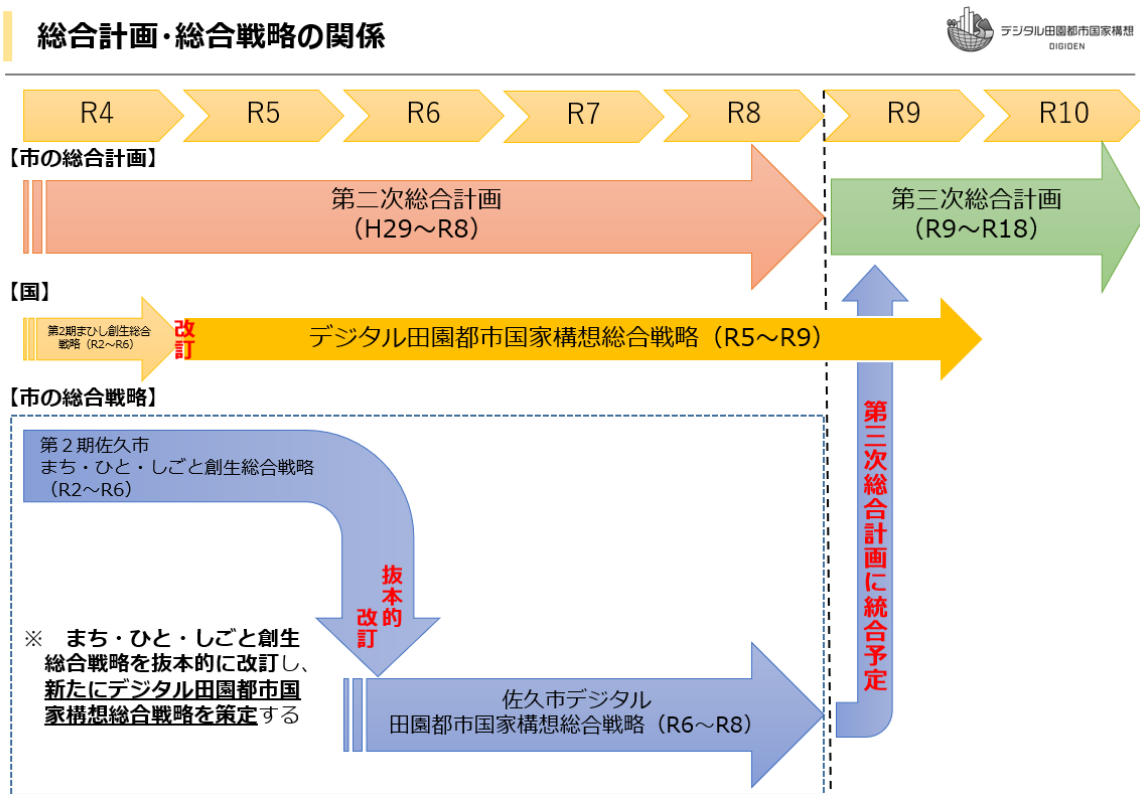 総合計画・総合戦略の関係
デジタル田園都市国家構想
DIGIDEN
R4
R5
R6
R7
R8
R9
R10
【市の総合計画】
第二次総合計画
（H29～R8）
第三次総合計画
（R9～R18）
【国】
第2期まひし創生総合
戦略（R2～R6）
改訂
デジタル田園都市国家構想総合戦略（R5～R9）
【市の総合戦略】
第２期佐久市
まち・ひと・しごと創生総合戦略
（R2～R6）
抜本的
改訂
第三次総合計画に統合予定
※　まち・ひと・しごと創生
総合戦略を抜本的に改訂し、
新たにデジタル田園都市国
家構想総合戦略を策定する
佐久市デジタル
田園都市国家構想総合戦略（R6～R8）